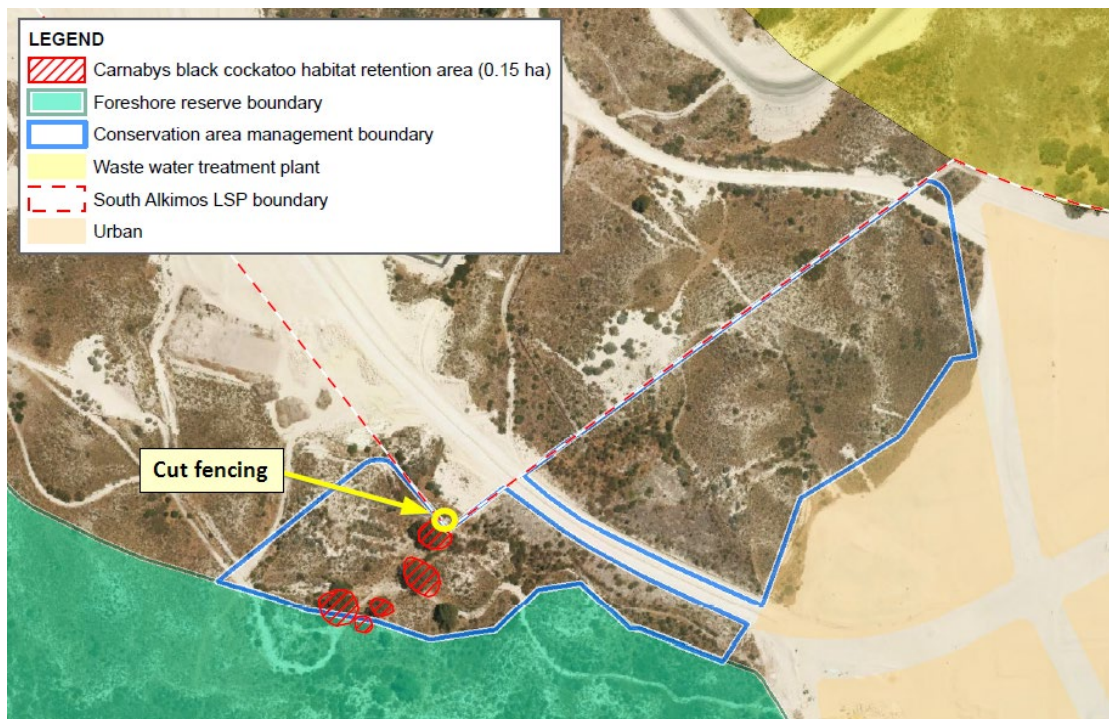 LEGEND
Carnabys black cockatoo habitat retention area (0.15 ha)
Foreshore reserve boundary
Conservation area management boundary
Waste water treatment plant
South Alkimos LSP boundary
Urban
Cut fencing